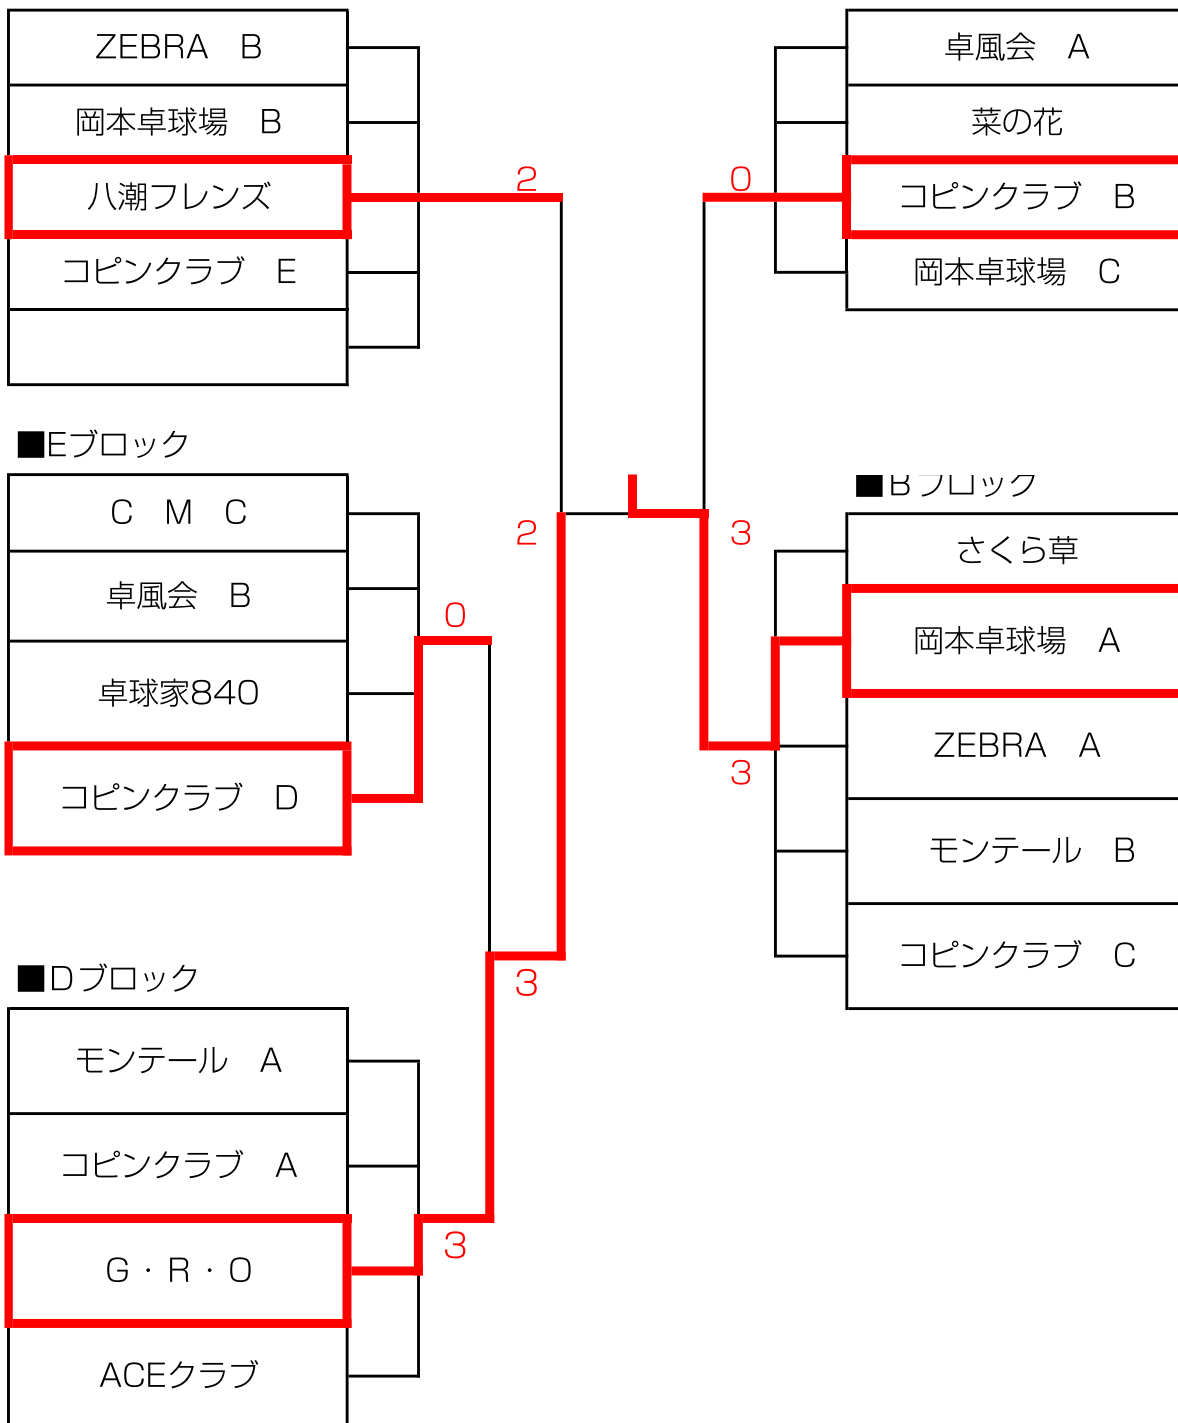 ZEBRA　B
岡本卓球場　B
八潮フレンズ
コピンクラブ　E
2
0
卓風会　A
菜の花
コピンクラブ　B
岡本卓球場　C
■Eブロック
C　M　C
卓風会　B
卓球家840
コピンクラブ　D
0
2
3
3
■Bブロック
さくら草
岡本卓球場　A
ZEBRA　A
モンテール　B
コピンクラブ　C
■Dブロック
モンテール　A
コピンクラブ　A
G・R・O
ACEクラブ
3
3